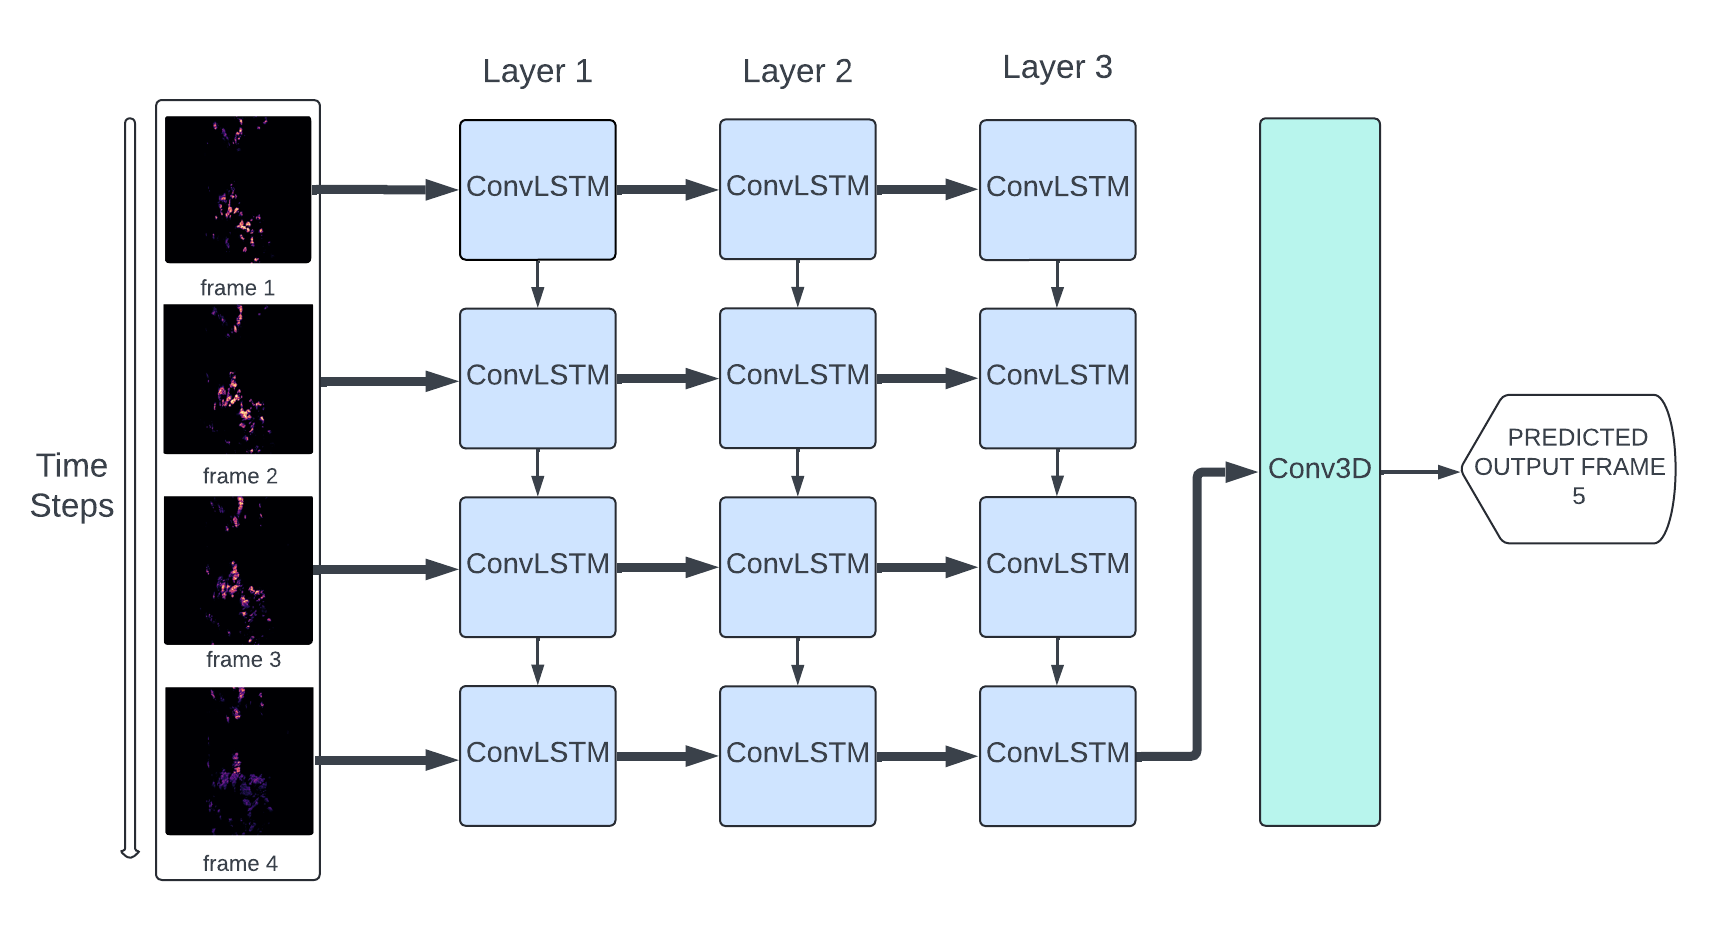 Layer 1
Layer 2
Layer 3
Time
Steps
frame 1
frame 2
frame 3
frame 4
ConvLSTM
ConvLSTM
ConvLSTM
ConvLSTM
ConvLSTM
ConvLSTM
ConvLSTM
ConvLSTM
ConvLSTM
ConvLSTM
ConvLSTM
ConvLSTM
Conv3D
PREDICTED
OUTPUT FRAME
5